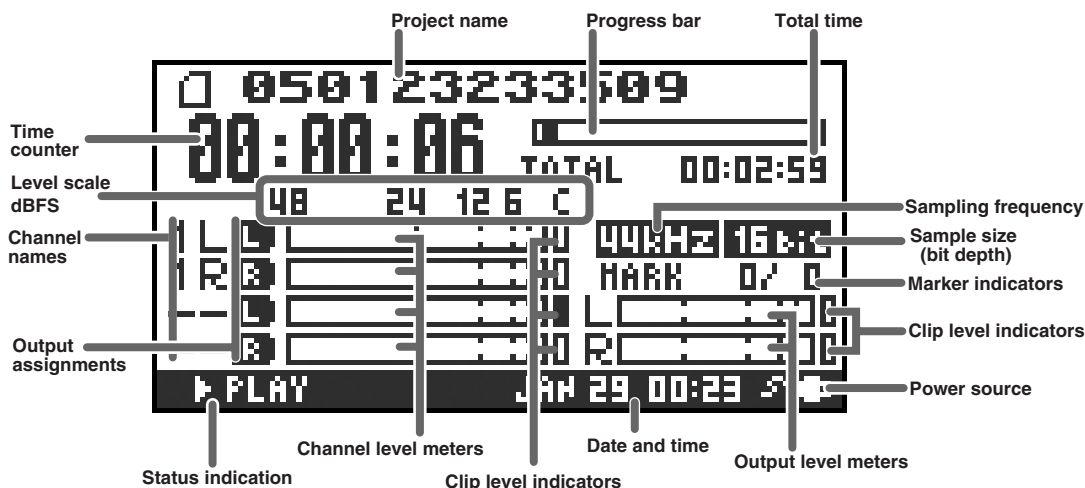 Project name
Progress bar
Total time
050123233509
00:00:06
TOTAL 00:02:59
Time
counter
Level scale
dBFS
48 24 12 6 C
Channel
names
1 L L
44kHz 16bit
Sampling frequency
Sample size
(bit depth)
1 R R
MARK 0/ 0
Marker indicators
-- L
L
Clip level indicators
Output
assignments
R
R
PLAY
JAN 29 00:23
Power source
Channel level meters
Date and time
Output level meters
Status indication
Clip level indicators